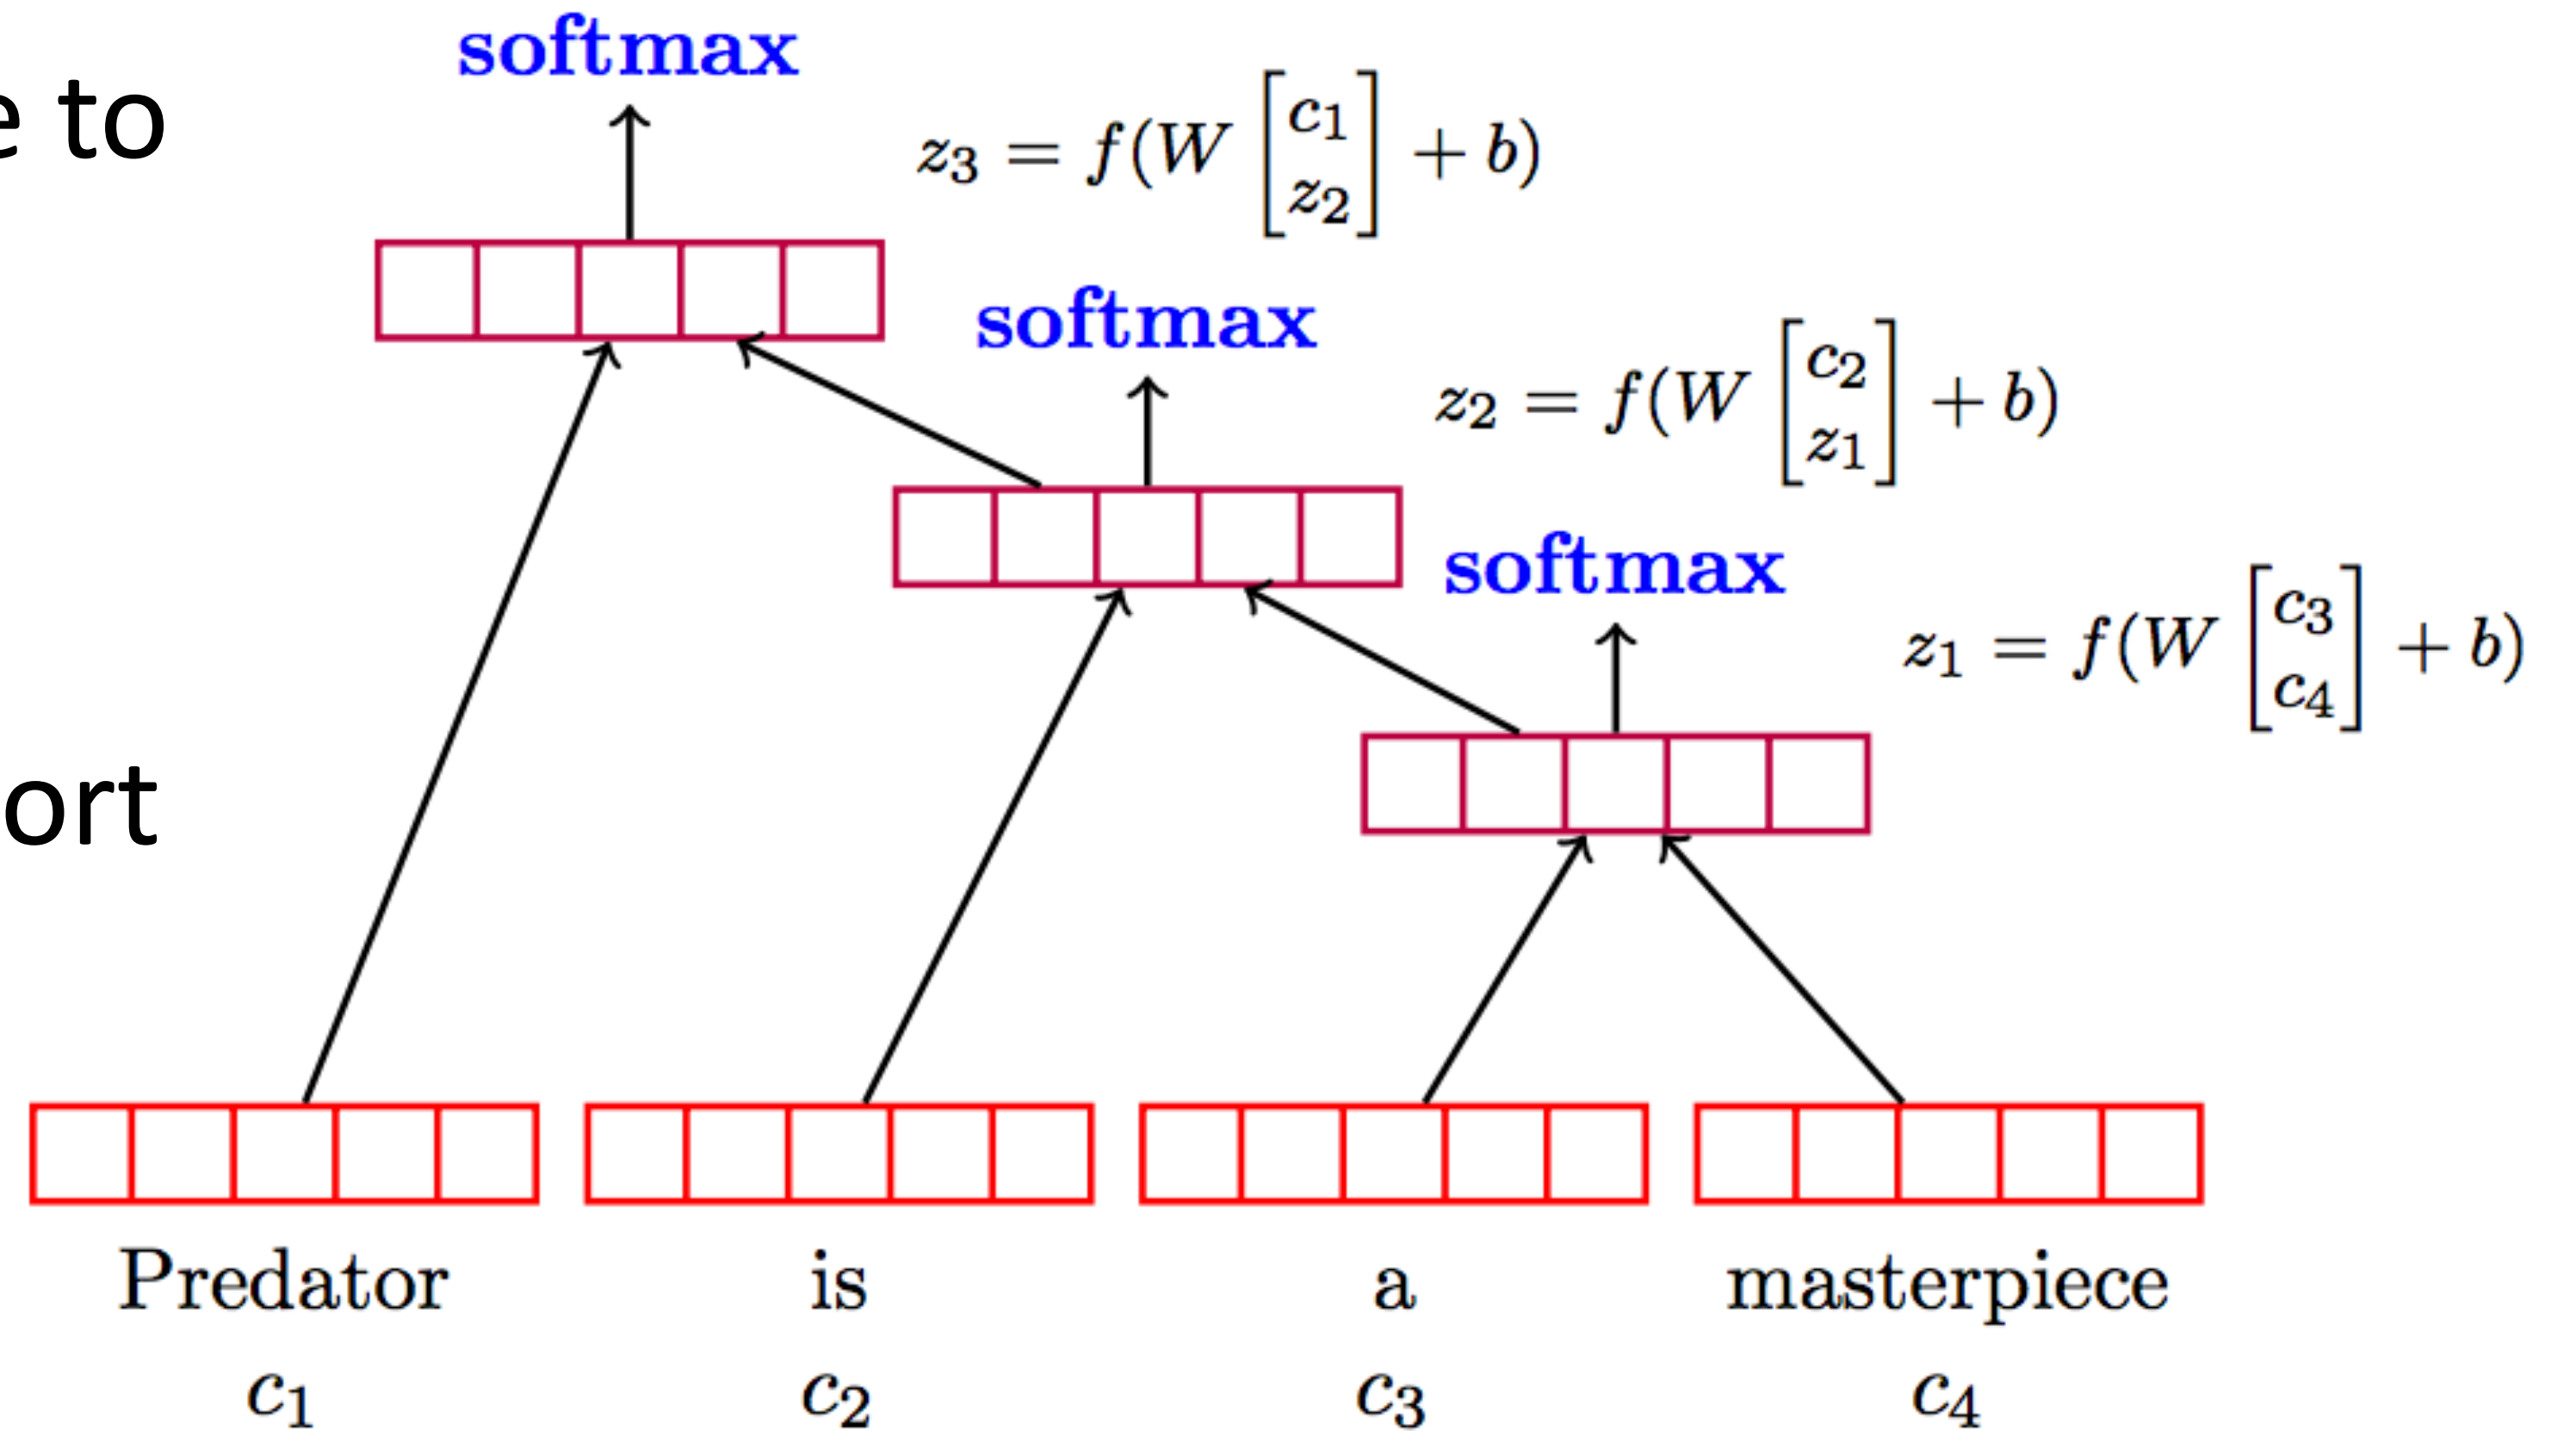 e to
ort
softmax
z₃ = f(W [c₁ z₂] + b)
softmax
z₂ = f(W [c₂ z₁] + b)
softmax
z₁ = f(W [c₃ c₄] + b)
Predator is a masterpiece
c₁ c₂ c₃ c₄